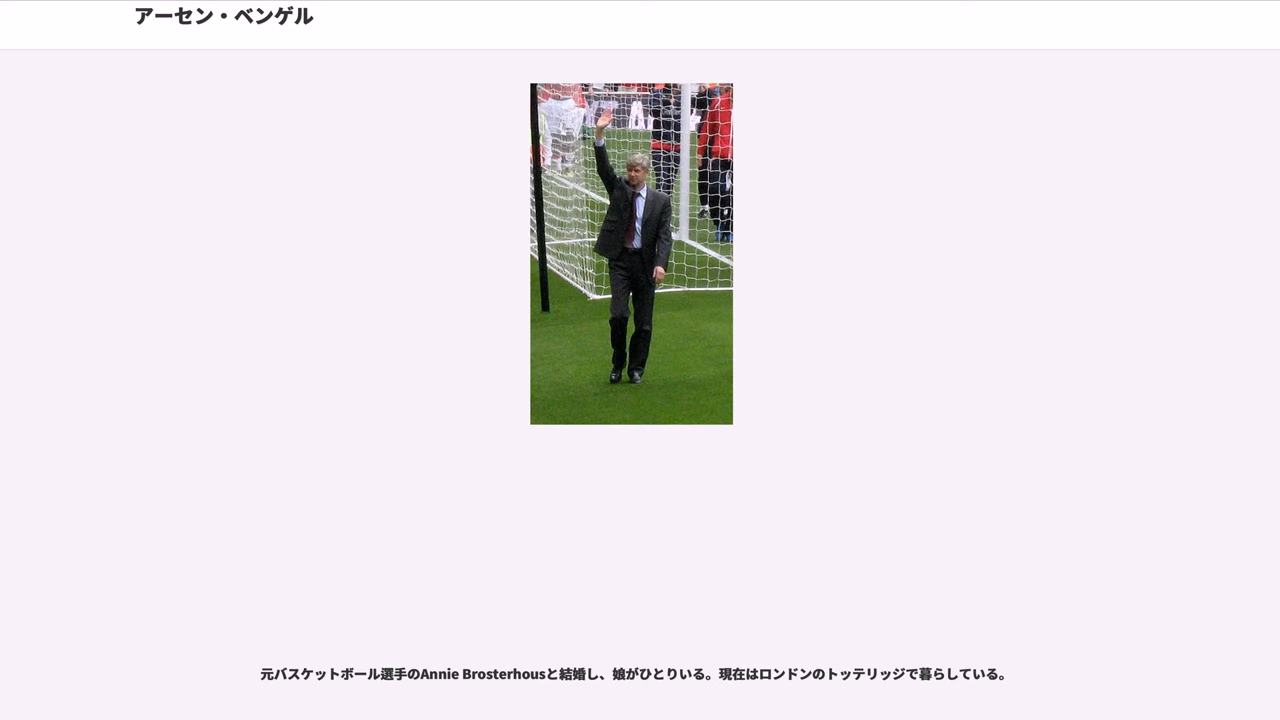 アーセン・ベンゲル
元バスケットボール選手のAnnie Brosterhousと結婚し、娘がひとりいる。現在はロンドンのトッテリッジで暮らしている。